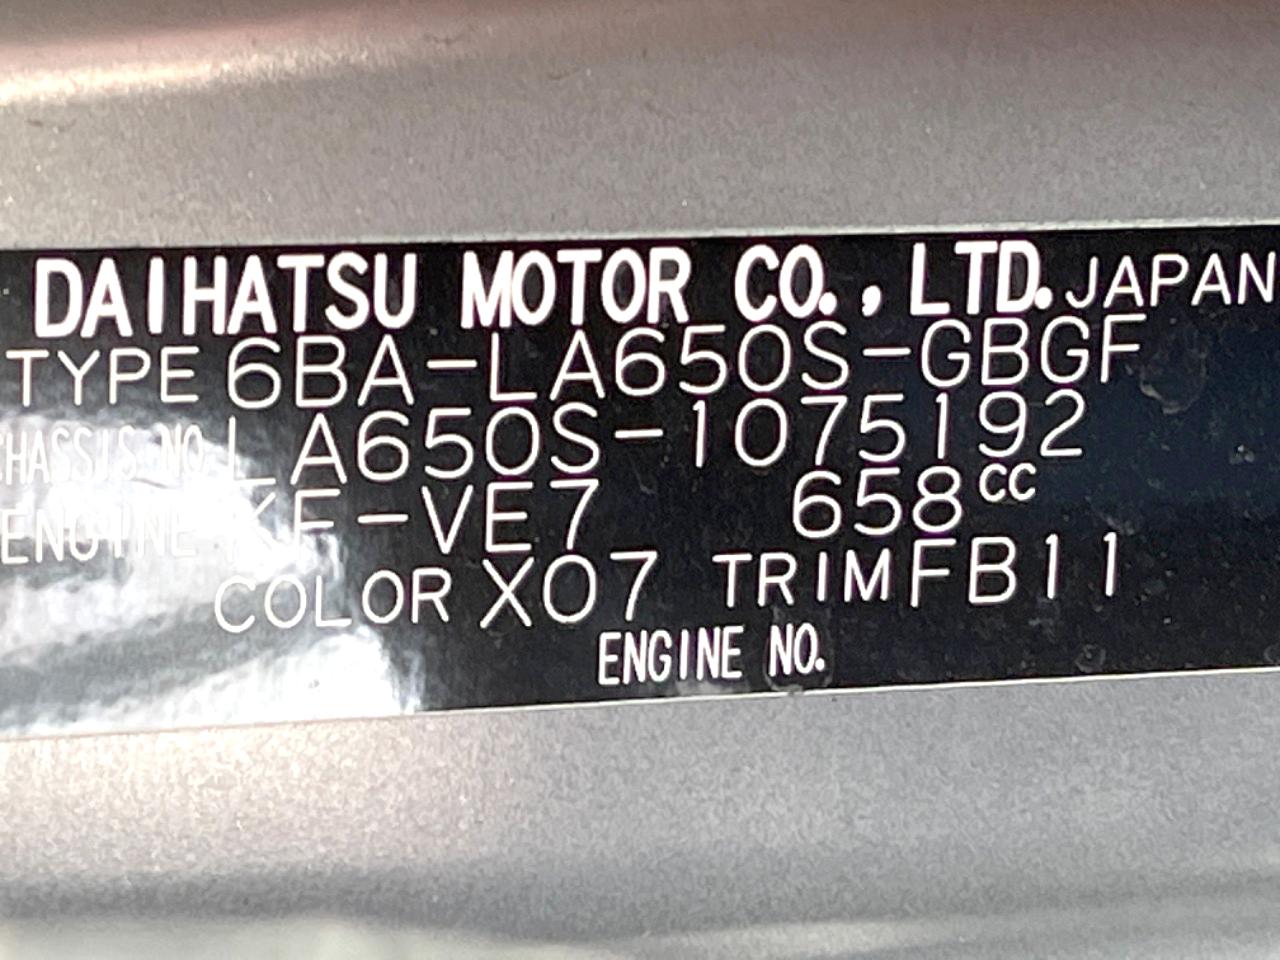 DAIHATSU MOTOR CO., LTD. JAPAN
TYPE 6BA-LA650S-GBGF
CHASSIS NO. LA650S-1075192
ENGINE KF-VE7 658cc
COLOR X07 TRIM FB11
ENGINE NO.